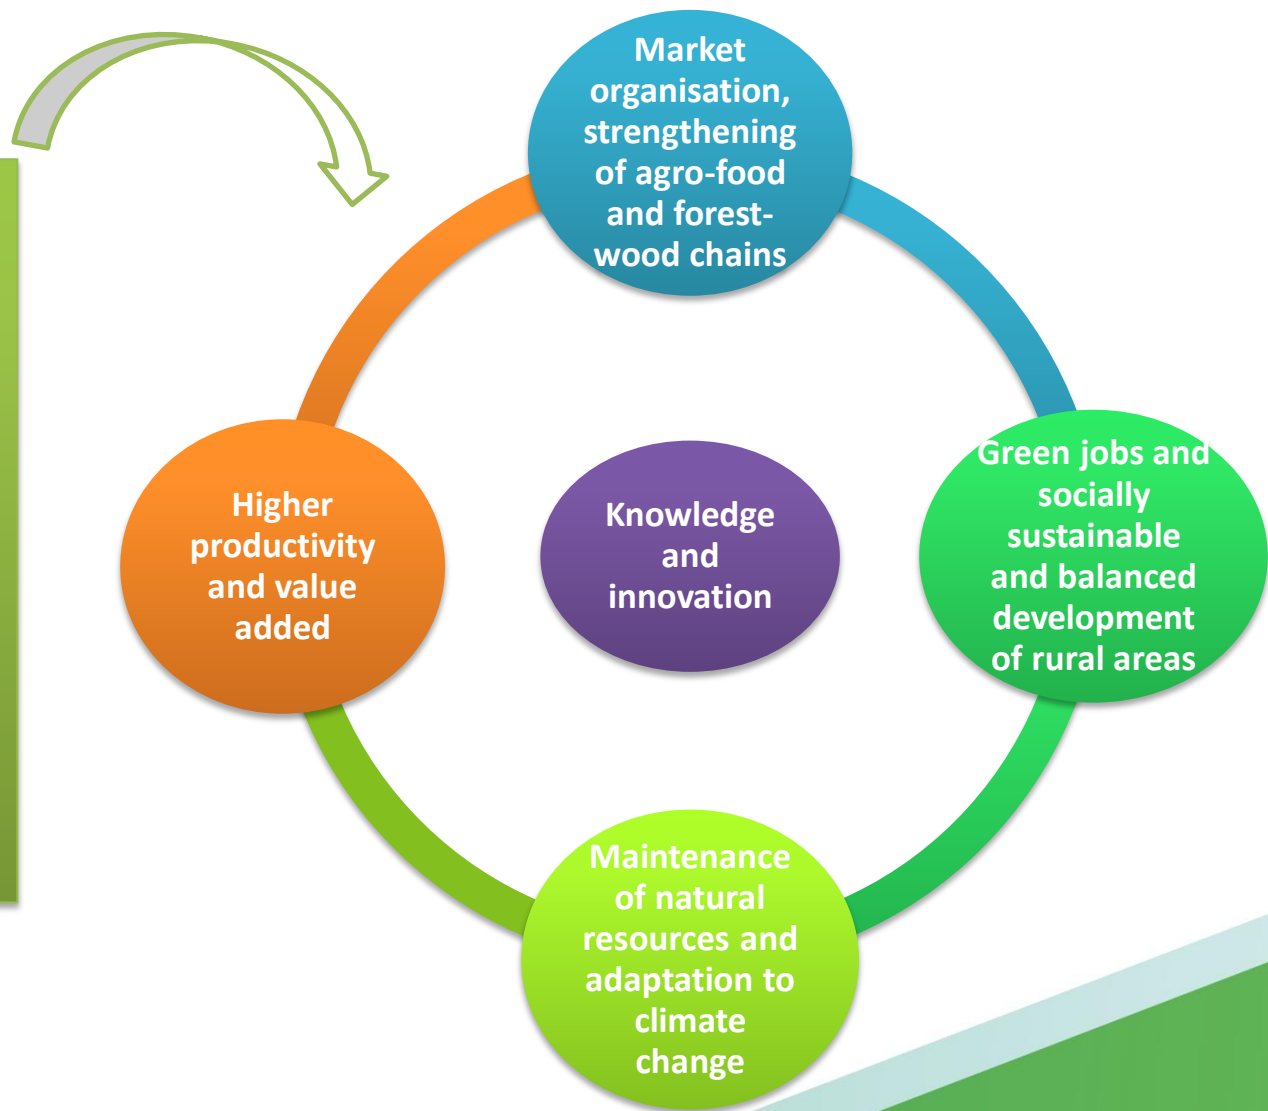 Market
organisation,
strengthening
of agro-food
and forest-
wood chains
Higher
productivity
and value
added
Knowledge
and
innovation
Green jobs and
socially
sustainable
and balanced
development
of rural areas
Maintenance
of natural
resources and
adaptation to
climate
change